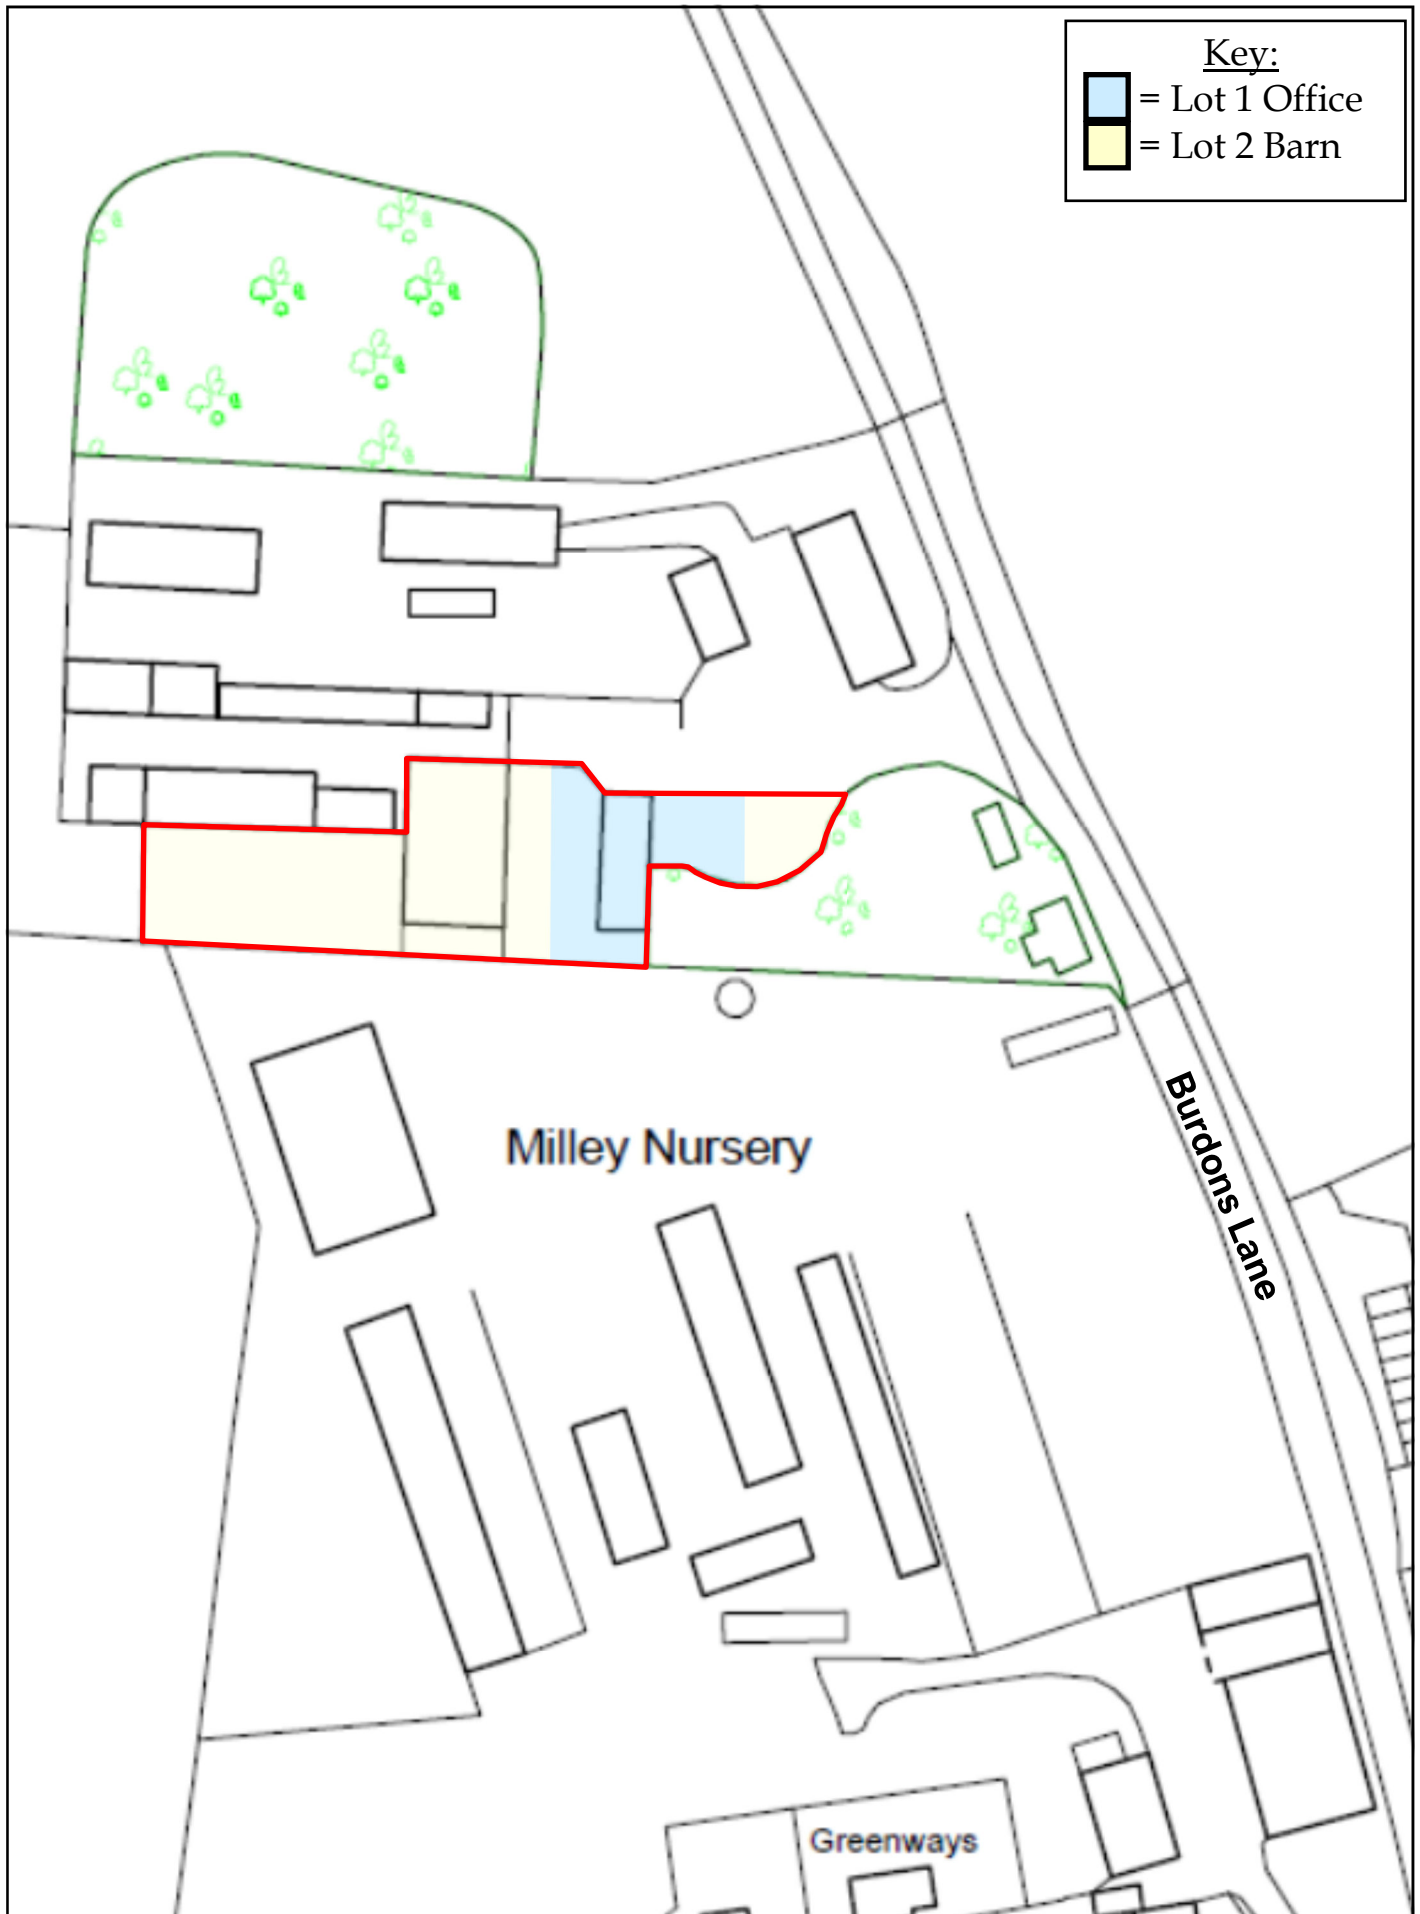 Key:
= Lot 1 Office
= Lot 2 Barn
Milley Nursery
Burdons Lane
Greenways